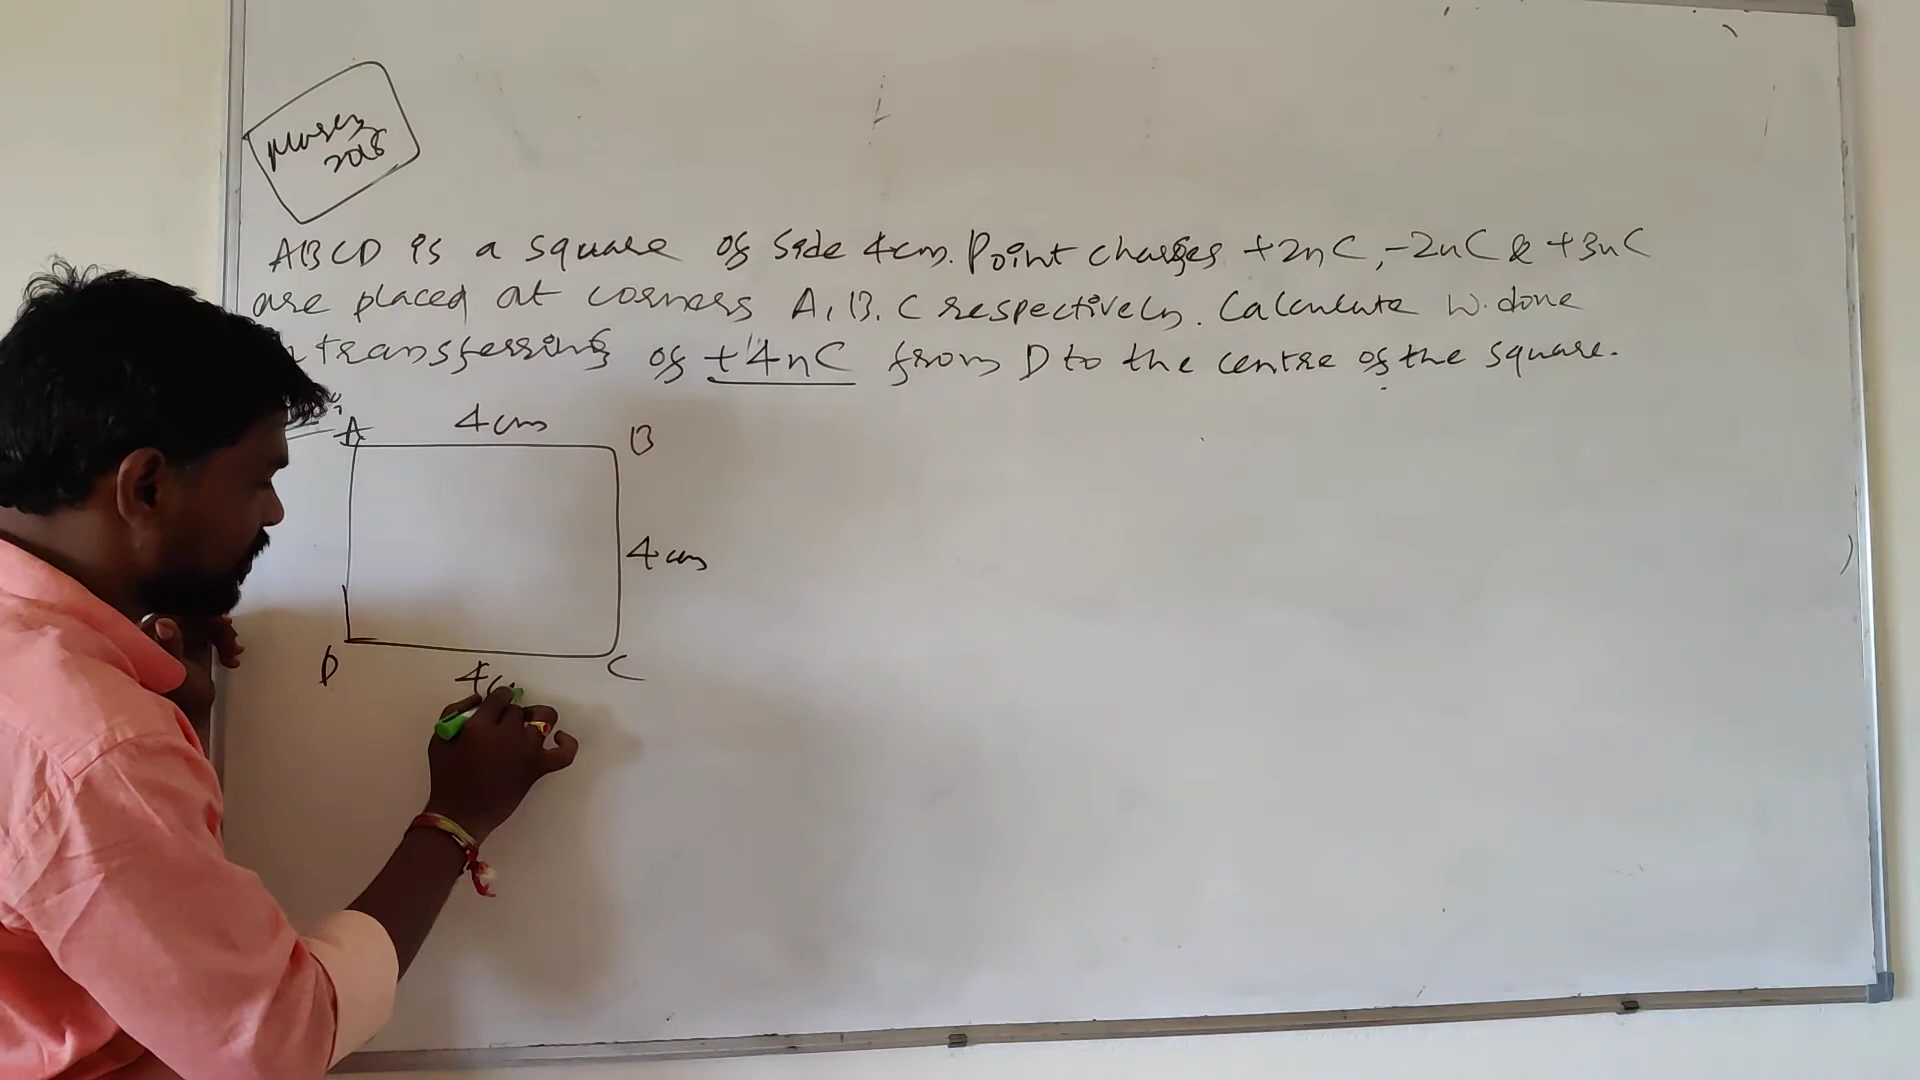 March
2018
ABCD is a square of side 4cm. Point charges +2nC, -2nC & +3nC
are placed at corners A, B, C respectively. Calculate W. done
transferring of +4nC from D to the centre of the square.
A 4cm B
4cm
D C